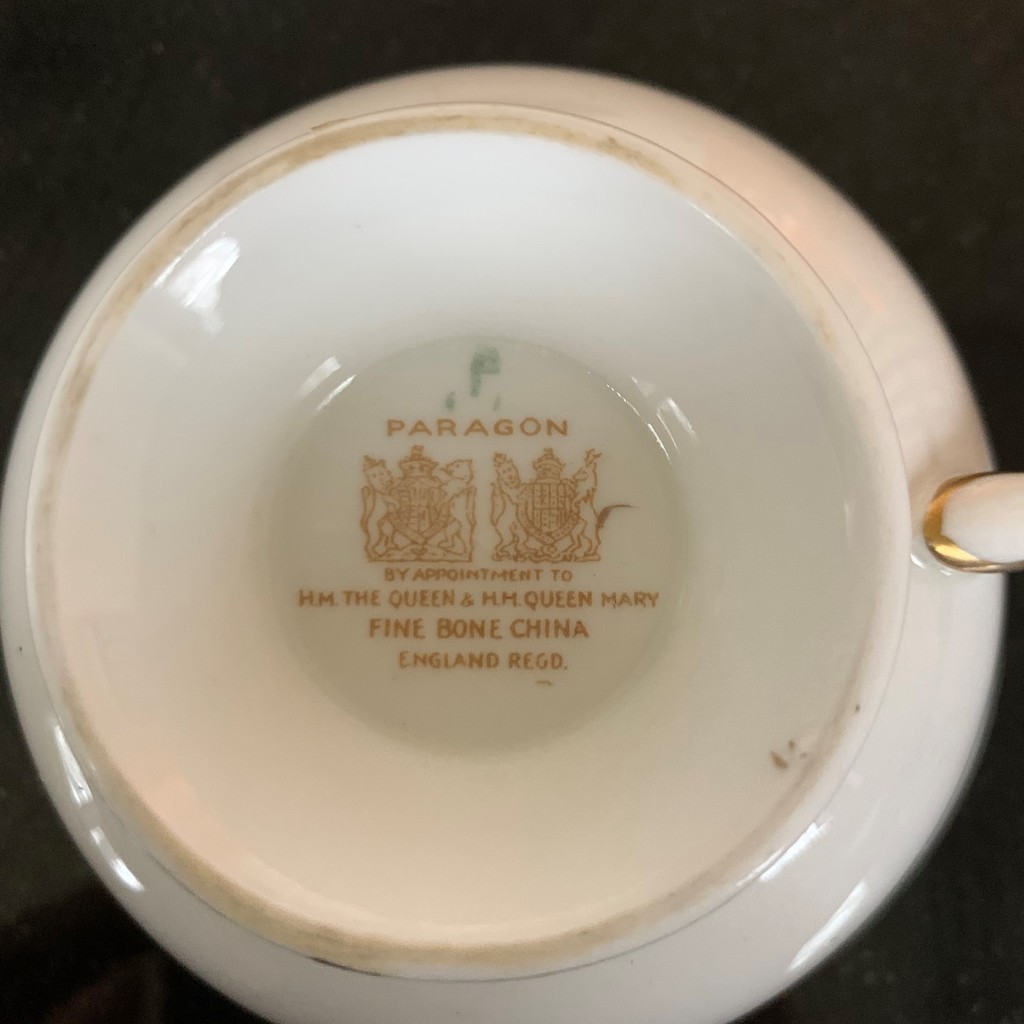 P
PARAGON
BY APPOINTMENT TO
H.M. THE QUEEN & H.H. QUEEN MARY
FINE BONE CHINA
ENGLAND REGD.